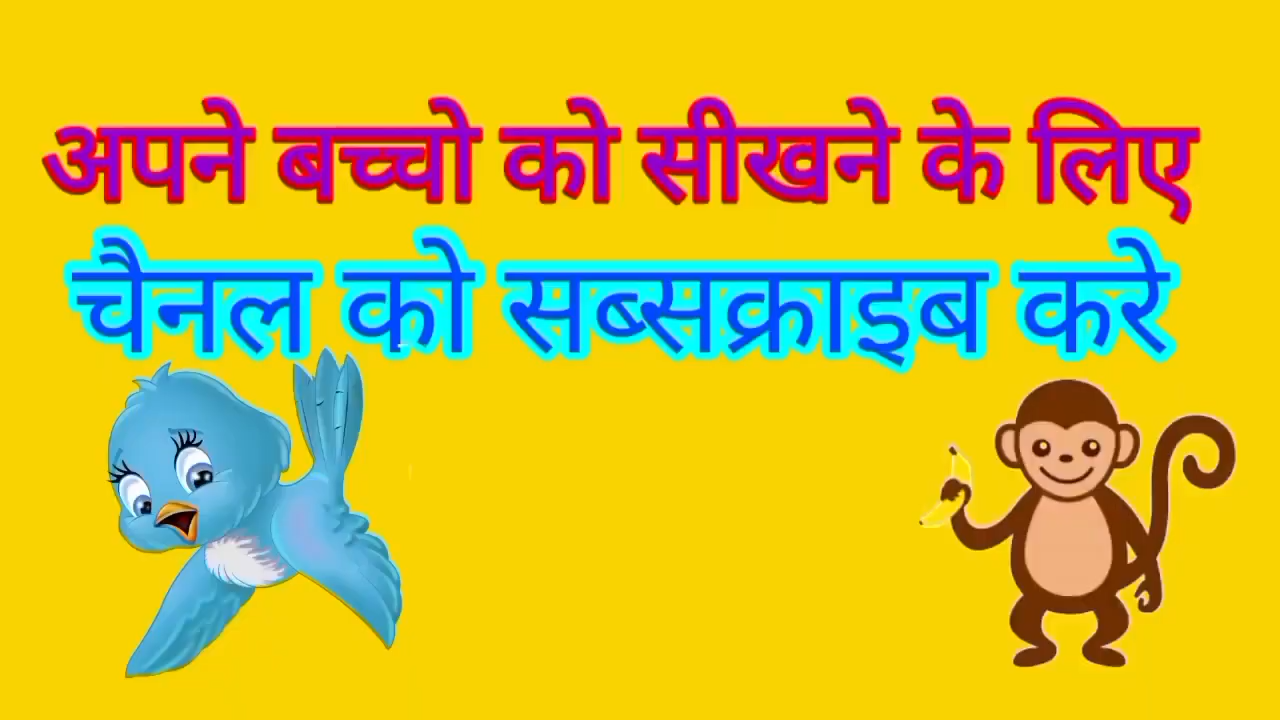 अपने बच्चो को सीखने के लिए
चैनल को सब्सक्राइब करे